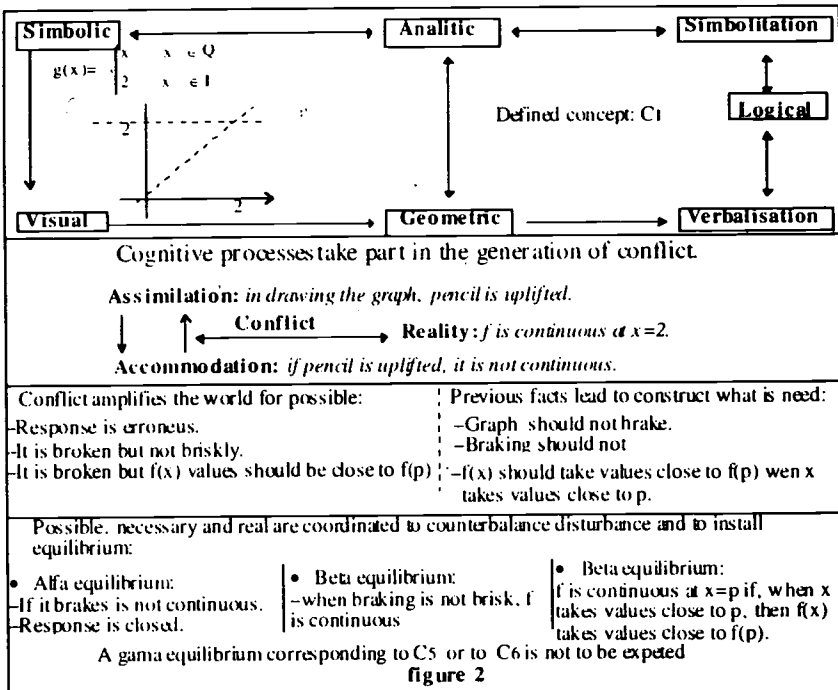 Simbolic Analitic Simbolitation
x x ∈ Q
g(x)=
2 x ∈ I
Defined concept: C1
Logical
2
2
Visual Geometric Verbalisation
Cognitive processes take part in the generation of conflict.
Assimilation: in drawing the graph, pencil is uplifted.
Conflict
Reality: f is continuous at x=2.
Accommodation: if pencil is uplifted, it is not continuous.
Conflict amplifies the world for possible:
-Response is erroneus.
-It is broken but not briskly.
-It is broken but f(x) values should be close to f(p)
Previous facts lead to construct what is need:
-Graph should not brake.
-Braking should not
-f(x) should take values close to f(p) wen x
takes values close to p.
Possible, necessary and real are coordinated to counterbalance disturbance and to install
equilibrium:
• Alfa equilibrium:
-If it brakes is not continuous.
-Response is closed.
• Beta equilibrium:
-when braking is not brisk, f
is continuous
• Beta equilibrium:
f is continuous at x=p if, when x
takes values close to p, then f(x)
takes values close to f(p).
A gama equilibrium corresponding to C5 or to C6 is not to be expeted
figure 2